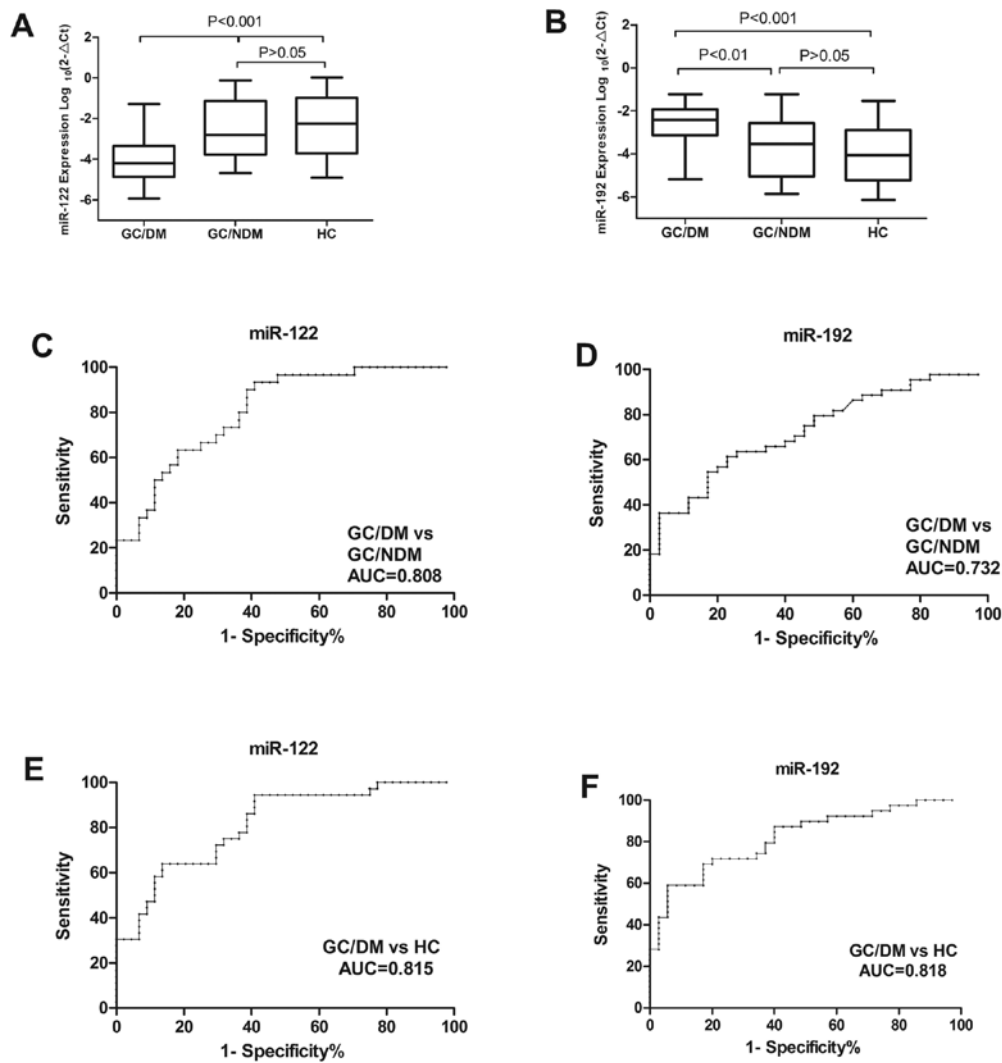 A
P<0.001
P>0.05
miR-122 Expression Log 10(2-△Ct)
0
-2
-4
-6
GC/DM GC/NDM HC
B
P<0.001
P<0.01 P>0.05
miR-192 Expression Log 10(2-△Ct)
2
0
-2
-4
-6
GC/DM GC/NDM HC
C
miR-122
Sensitivity
100
80
60
40
20
0
GC/DM vs
GC/NDM
AUC=0.808
0 20 40 60 80 100
1- Specificity%
D
miR-192
Sensitivity
100
80
60
40
20
0
GC/DM vs
GC/NDM
AUC=0.732
0 20 40 60 80 100
1- Specificity%
E
miR-122
Sensitivity
100
80
60
40
20
0
GC/DM vs HC
AUC=0.815
0 20 40 60 80 100
1- Specificity%
F
miR-192
Sensitivity
100
80
60
40
20
0
GC/DM vs HC
AUC=0.818
0 20 40 60 80 100
1- Specificity%